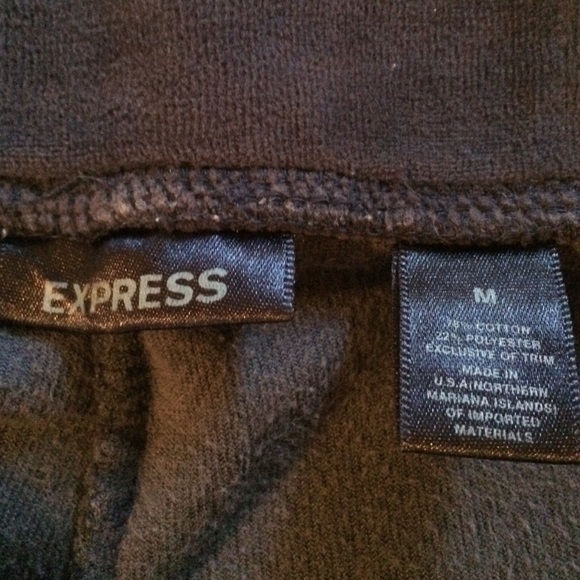 EXPRESS
M
78% COTTON
22% POLYESTER
EXCLUSIVE OF TRIM
MADE IN
U.S.A(NORTHERN
MARIANA ISLANDS)
OF IMPORTED
MATERIALS